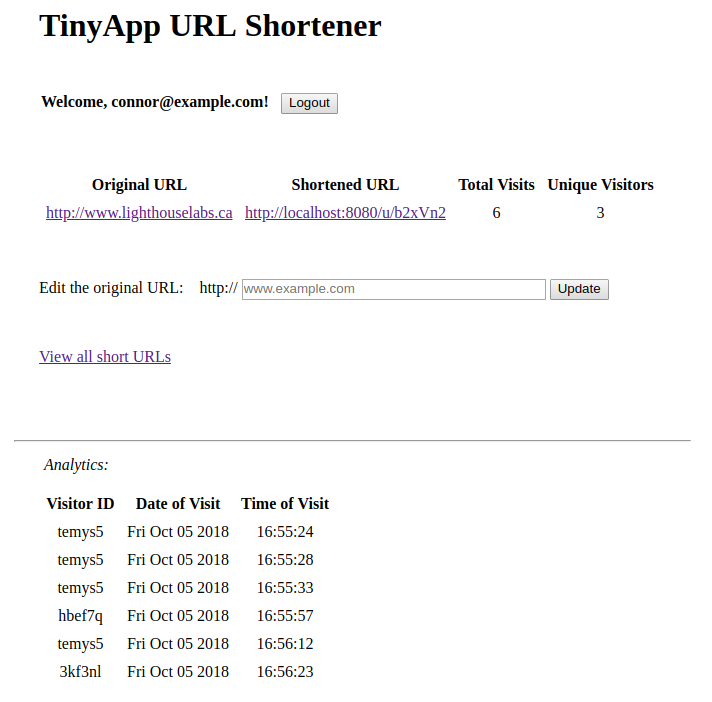 TinyApp URL Shortener
Welcome, connor@example.com! Logout
Original URL Shortened URL Total Visits Unique Visitors
http://www.lighthouselabs.ca http://localhost:8080/u/b2xVn2 6 3
Edit the original URL: http:// www.example.com Update
View all short URLs
Analytics:
Visitor ID Date of Visit Time of Visit
temys5 Fri Oct 05 2018 16:55:24
temys5 Fri Oct 05 2018 16:55:28
temys5 Fri Oct 05 2018 16:55:33
hbef7q Fri Oct 05 2018 16:55:57
temys5 Fri Oct 05 2018 16:56:12
3kf3nl Fri Oct 05 2018 16:56:23